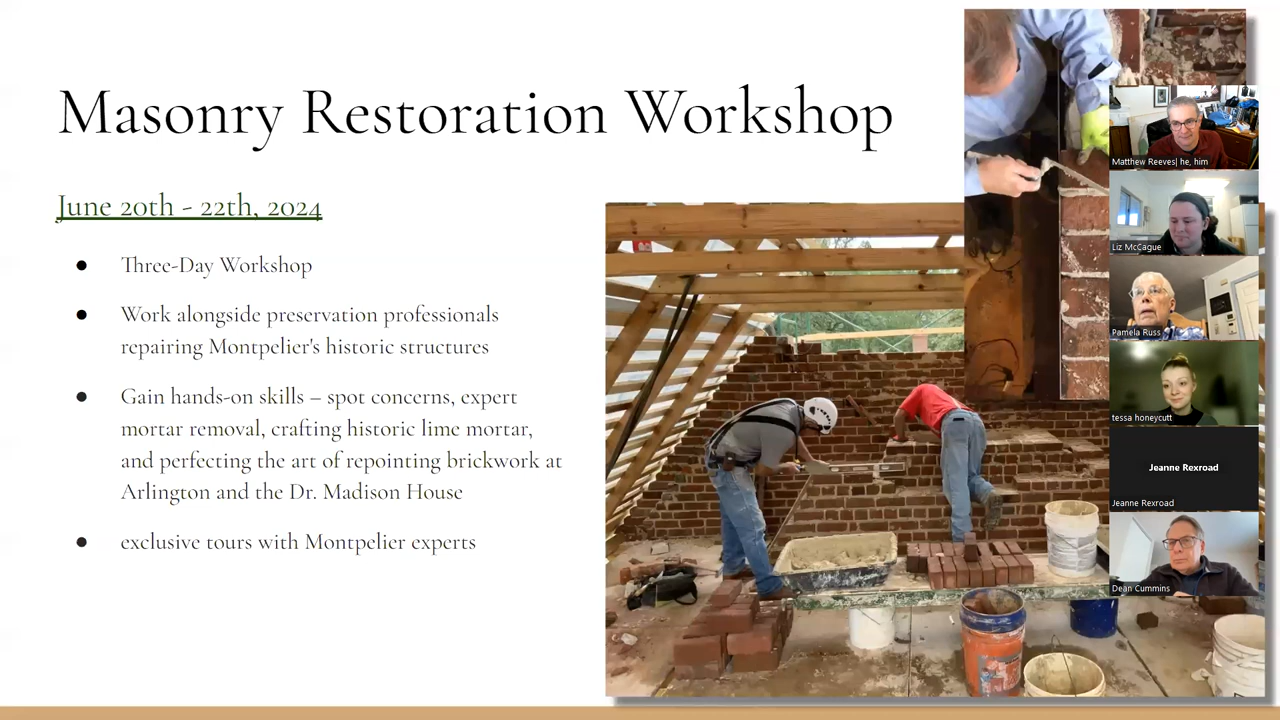 Masonry Restoration Workshop
June 20th - 22th, 2024
● Three-Day Workshop
● Work alongside preservation professionals
repairing Montpelier's historic structures
● Gain hands-on skills – spot concerns, expert
mortar removal, crafting historic lime mortar,
and perfecting the art of repointing brickwork at
Arlington and the Dr. Madison House
● exclusive tours with Montpelier experts
Matthew Reeves| he, him
Liz McCague
Pamela Russ
tessa honeycutt
Jeanne Rexroad
Jeanne Rexroad
Dean Cummins